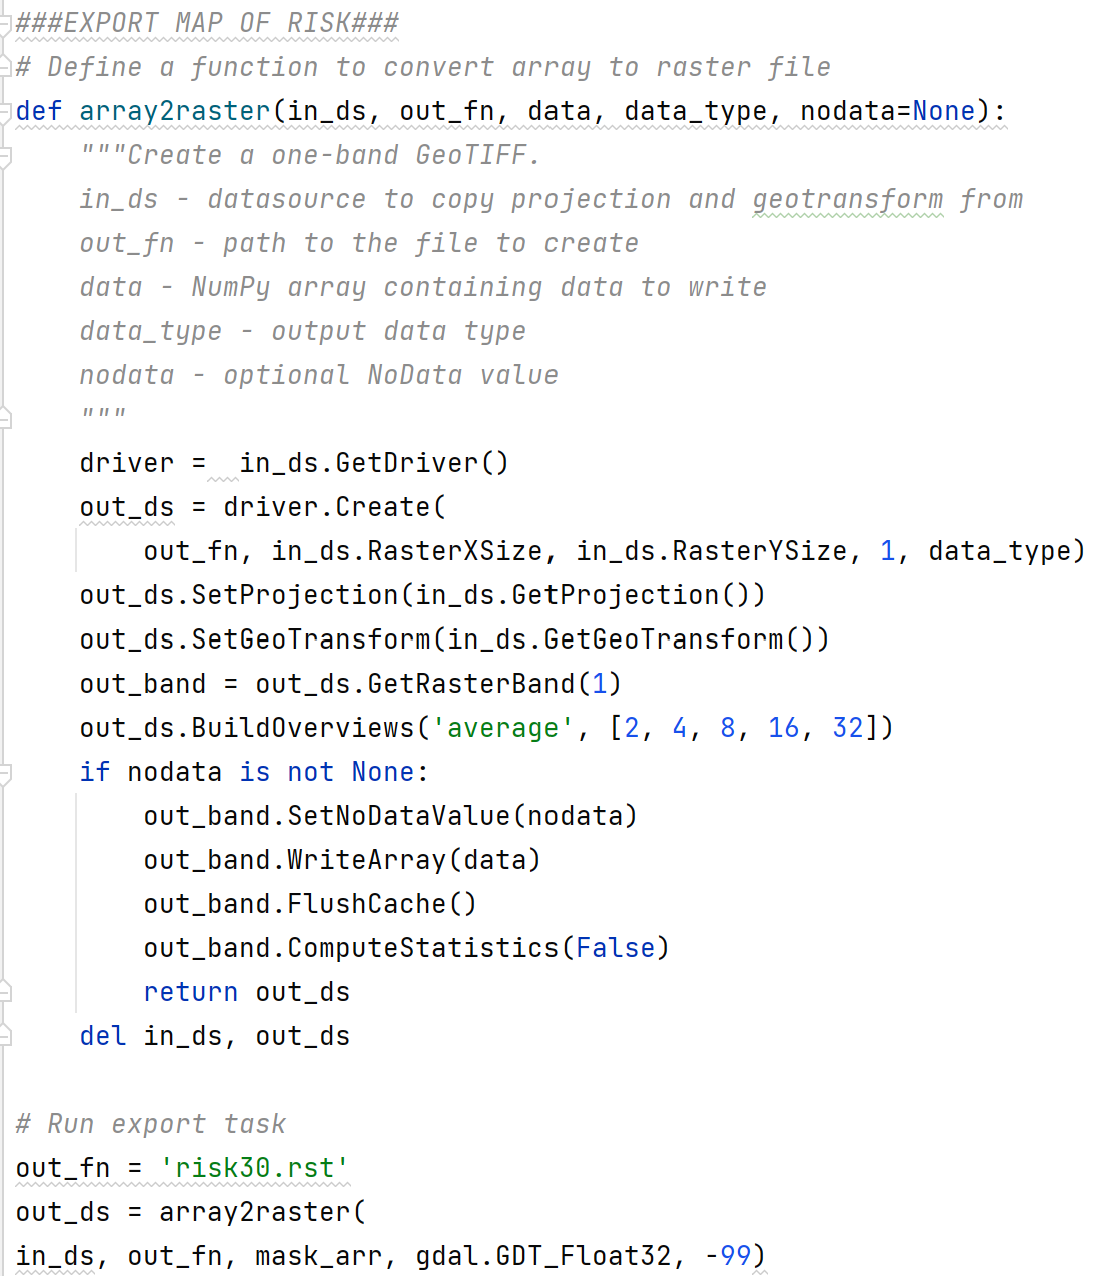 ###EXPORT MAP OF RISK###
# Define a function to convert array to raster file
def array2raster(in_ds, out_fn, data, data_type, nodata=None):
    """Create a one-band GeoTIFF.
    in_ds - datasource to copy projection and geotransform from
    out_fn - path to the file to create
    data - NumPy array containing data to write
    data_type - output data type
    nodata - optional NoData value
    """
    driver =  in_ds.GetDriver()
    out_ds = driver.Create(
        out_fn, in_ds.RasterXSize, in_ds.RasterYSize, 1, data_type)
    out_ds.SetProjection(in_ds.GetProjection())
    out_ds.SetGeoTransform(in_ds.GetGeoTransform())
    out_band = out_ds.GetRasterBand(1)
    out_ds.BuildOverviews('average', [2, 4, 8, 16, 32])
    if nodata is not None:
        out_band.SetNoDataValue(nodata)
        out_band.WriteArray(data)
        out_band.FlushCache()
        out_band.ComputeStatistics(False)
        return out_ds
    del in_ds, out_ds

# Run export task
out_fn = 'risk30.rst'
out_ds = array2raster(
in_ds, out_fn, mask_arr, gdal.GDT_Float32, -99)